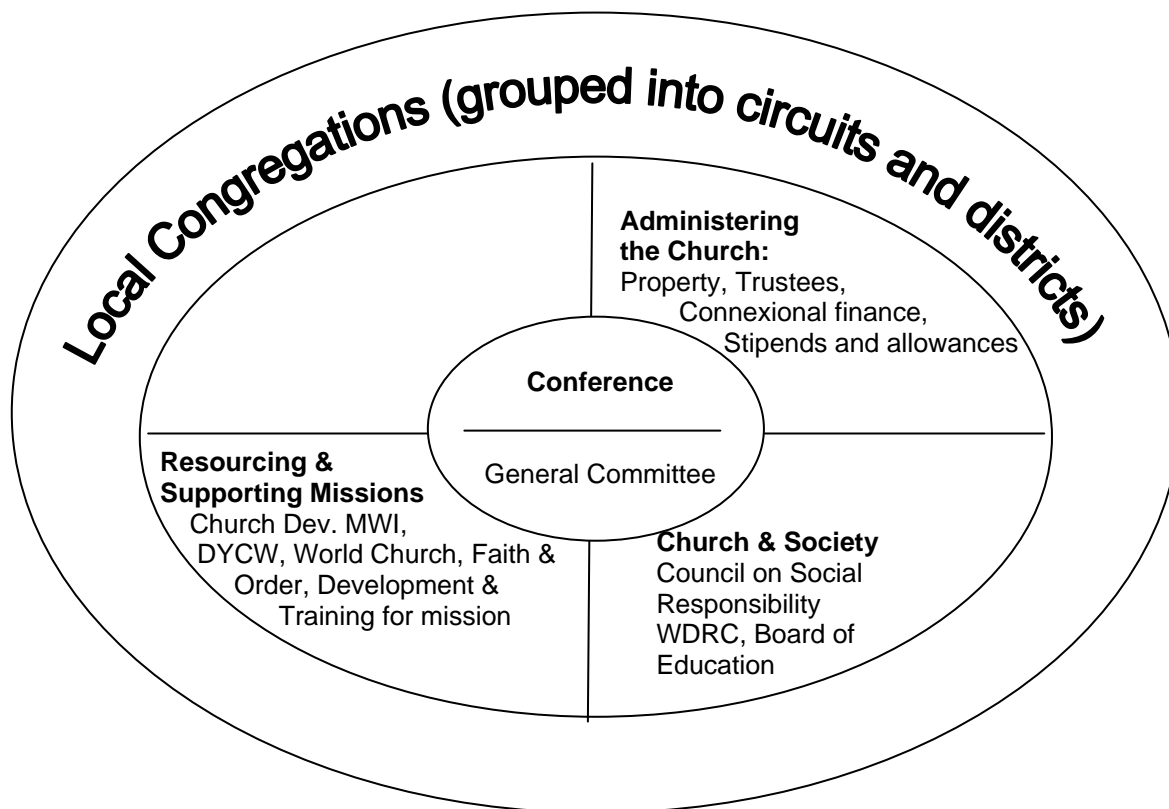 Local Congregations (grouped into circuits and districts)
Administering
the Church:
Property, Trustees,
Connexional finance,
Stipends and allowances
Conference
General Committee
Resourcing &
Supporting Missions
Church Dev. MWI,
DYCW, World Church, Faith &
Order, Development &
Training for mission
Church & Society
Council on Social
Responsibility
WDRC, Board of
Education